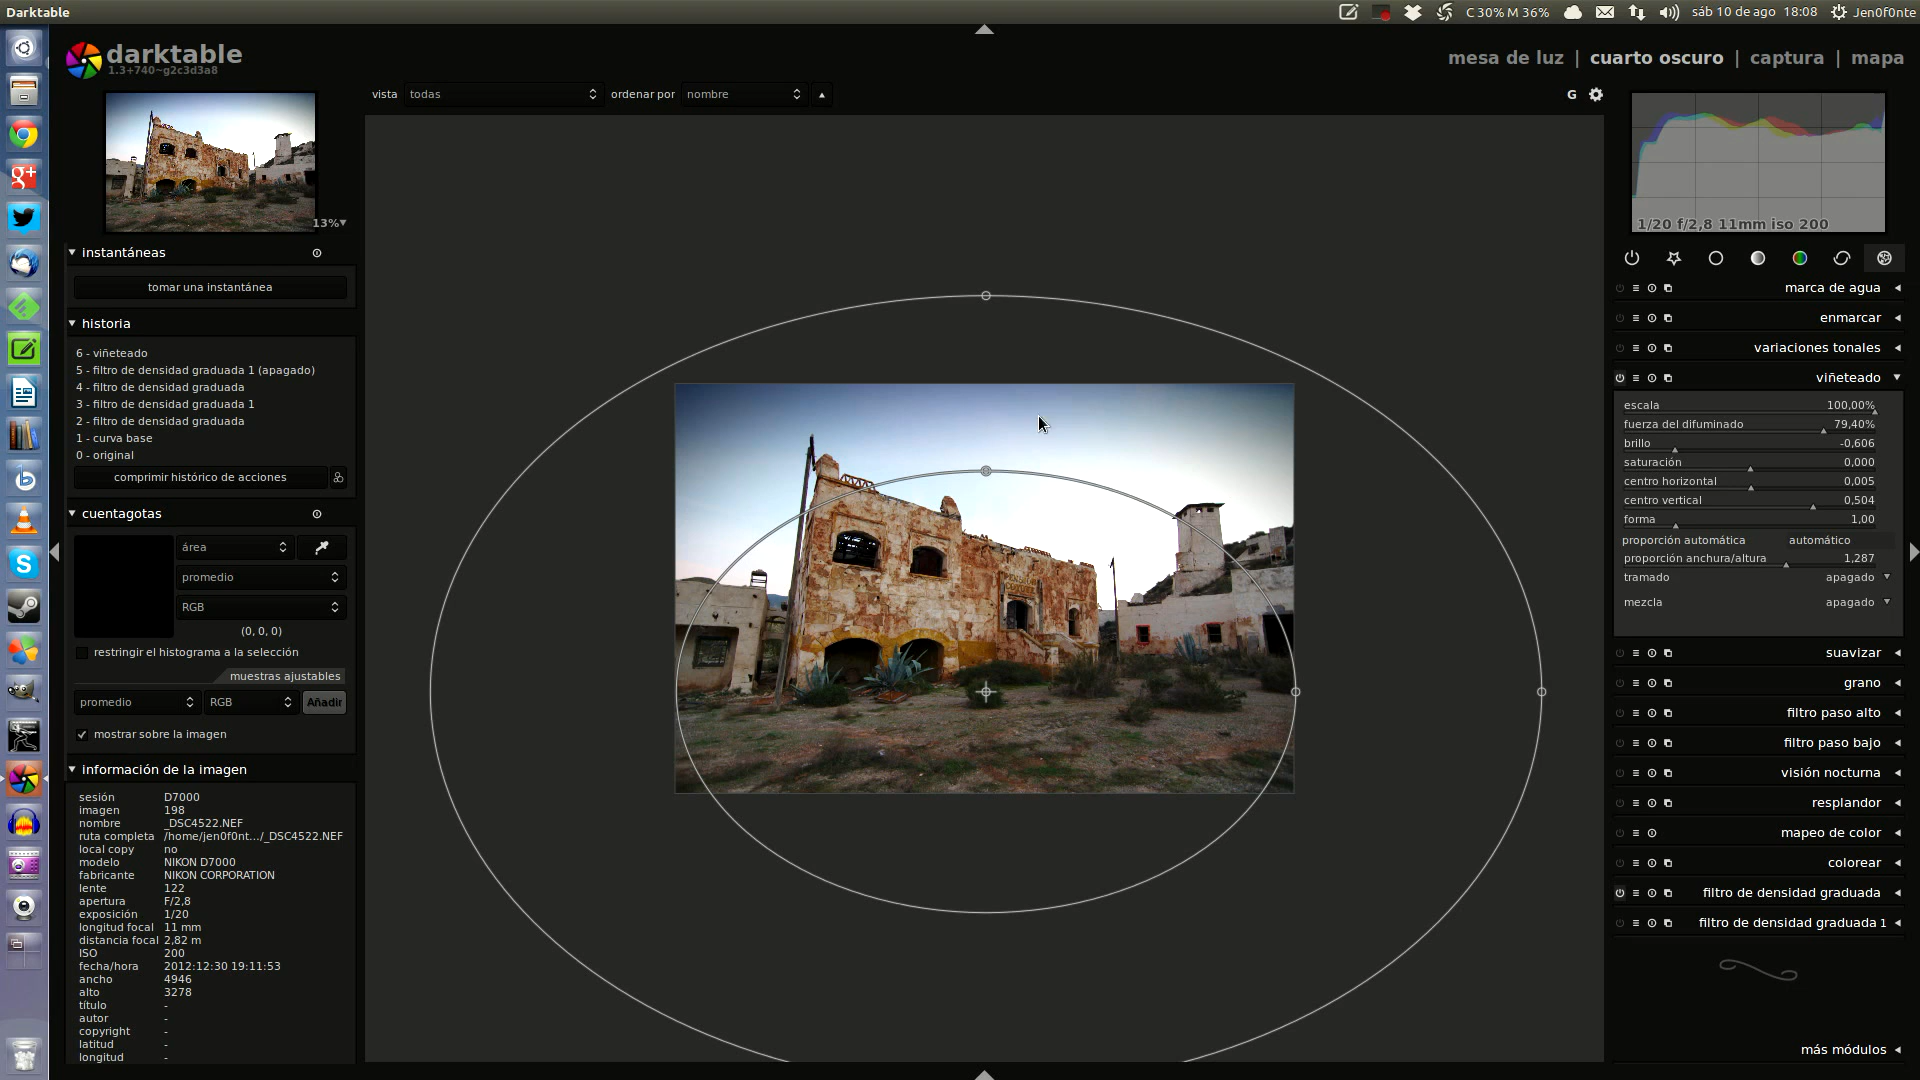 Darktable
C 30% M 36%
sáb 10 de ago 18:08
Jen0f0nte
darktable
1.3+740~g2c3d3a8
mesa de luz | cuarto oscuro | captura | mapa
vista todas ordenar por nombre
G
13%
instantáneas
tomar una instantánea
historia
6 - viñeteado
5 - filtro de densidad graduada 1 (apagado)
4 - filtro de densidad graduada
3 - filtro de densidad graduada 1
2 - filtro de densidad graduada
1 - curva base
0 - original
comprimir histórico de acciones
cuentagotas
área
promedio
RGB
(0, 0, 0)
restringir el histograma a la selección
muestras ajustables
promedio RGB Añadir
mostrar sobre la imagen
información de la imagen
sesión D7000
imagen 198
nombre _DSC4522.NEF
ruta completa /home/jen0f0nt.../_DSC4522.NEF
local copy no
modelo NIKON D7000
fabricante NIKON CORPORATION
lente 122
apertura F/2,8
exposición 1/20
longitud focal 11 mm
distancia focal 2,82 m
ISO 200
fecha/hora 2012:12:30 19:11:53
ancho 4946
alto 3278
título -
autor -
copyright -
latitud -
longitud -
1/20 f/2,8 11mm iso 200
marca de agua
enmarcar
variaciones tonales
viñeteado
escala 100,00%
fuerza del difuminado 79,40%
brillo -0,606
saturación 0,000
centro horizontal 0,005
centro vertical 0,504
forma 1,00
proporción automática automático
proporción anchura/altura 1,287
tramado apagado
mezcla apagado
suavizar
grano
filtro paso alto
filtro paso bajo
visión nocturna
resplandor
mapeo de color
colorear
filtro de densidad graduada
filtro de densidad graduada 1
más módulos